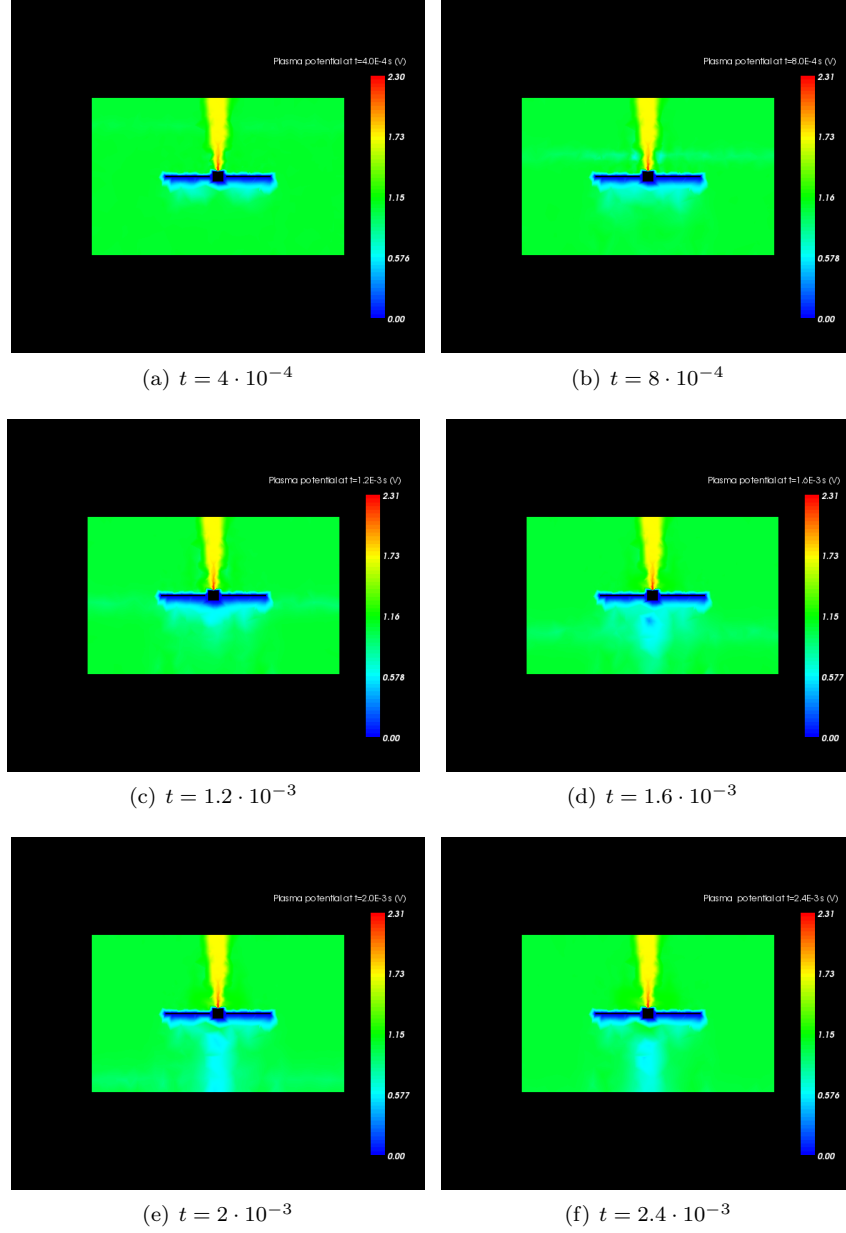 Plasma potential at t=4.0E-4 s (V)
2.30
1.73
1.15
0.576
0.00
(a) t = 4 · 10−4
Plasma potential at t=8.0E-4 s (V)
2.31
1.73
1.16
0.578
0.00
(b) t = 8 · 10−4
Plasma potential at t=1.2E-3 s (V)
2.31
1.73
1.16
0.578
0.00
(c) t = 1.2 · 10−3
Plasma potential at t=1.6E-3 s (V)
2.31
1.73
1.15
0.577
0.00
(d) t = 1.6 · 10−3
Plasma potential at t=2.0E-3 s (V)
2.31
1.73
1.15
0.577
0.00
(e) t = 2 · 10−3
Plasma potential at t=2.4E-3 s (V)
2.31
1.73
1.15
0.576
0.00
(f) t = 2.4 · 10−3